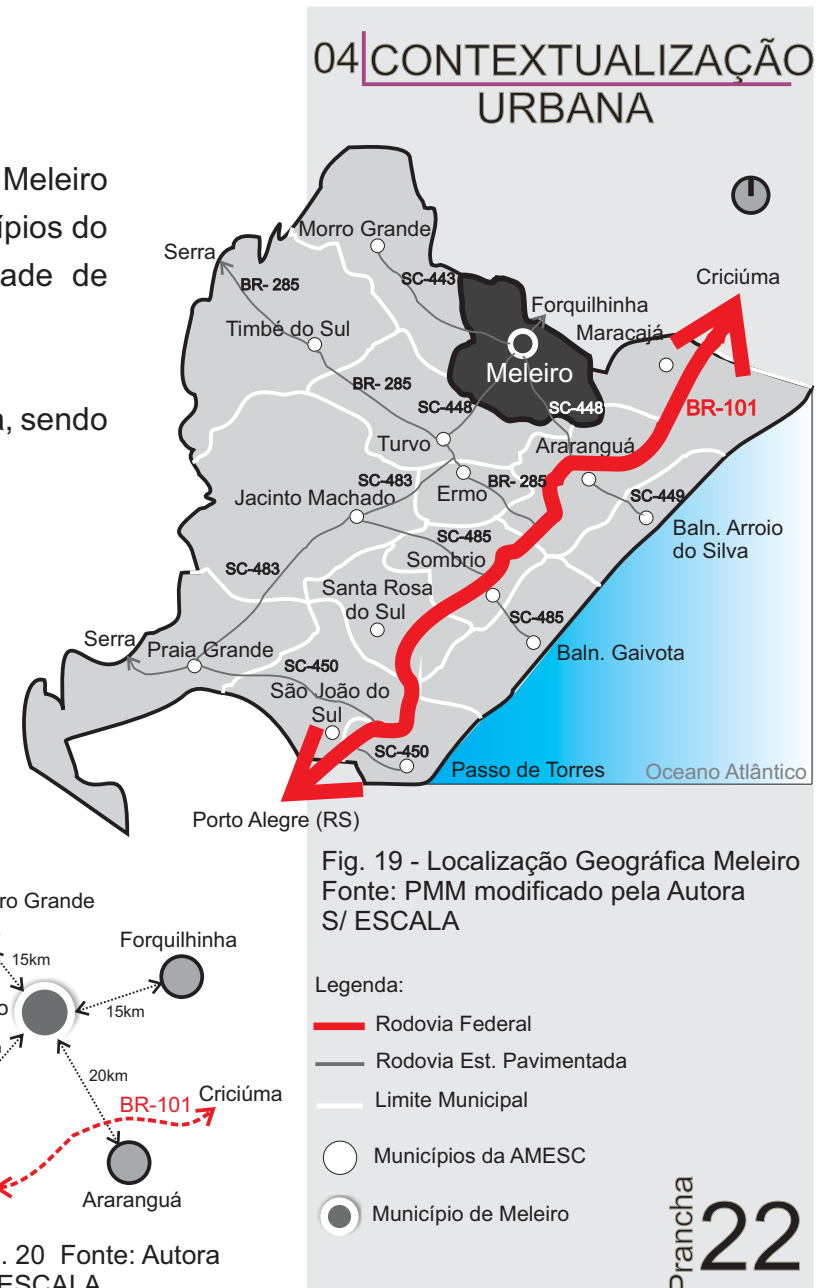 04 CONTEXTUALIZAÇÃO
URBANA
Meleiro
ípios do
ade de
a, sendo
Serra
Morro Grande
BR- 285
SC-443
Criciúma
Forquilhinha
Maracajá
Timbé do Sul
Meleiro
BR- 285
SC-448
SC-448
BR-101
Turvo
Araranguá
SC-483
Ermo
BR- 285
Jacinto Machado
SC-449
SC-485
Baln. Arroio
do Silva
Sombrio
SC-483
Santa Rosa
do Sul
SC-485
Serra
Praia Grande
Baln. Gaivota
SC-450
São João do
Sul
SC-450
Passo de Torres
Oceano Atlântico
Porto Alegre (RS)
Fig. 19 - Localização Geográfica Meleiro
Fonte: PMM modificado pela Autora
S/ ESCALA
ro Grande
Forquilhinha
15km
o
15km
20km
BR-101
Criciúma
Araranguá
. 20 Fonte: Autora
ESCALA
Legenda:
Rodovia Federal
Rodovia Est. Pavimentada
Limite Municipal
Municípios da AMESC
Município de Meleiro
Prancha
22